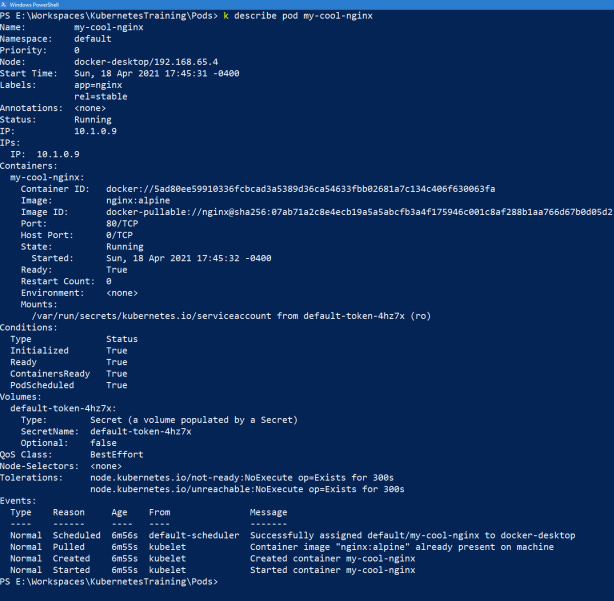 Windows PowerShell
PS E:\Workspaces\KubernetesTraining\Pods> k describe pod my-cool-nginx
Name:         my-cool-nginx
Namespace:    default
Priority:     0
Node:         docker-desktop/192.168.65.4
Start Time:   Sun, 18 Apr 2021 17:45:31 -0400
Labels:       app=nginx
              rel=stable
Annotations:  <none>
Status:       Running
IP:           10.1.0.9
IPs:
  IP:  10.1.0.9
Containers:
  my-cool-nginx:
    Container ID:   docker://5ad80ee59910336fcbcad3a5389d36ca54633fbb02681a7c134c406f630063fa
    Image:          nginx:alpine
    Image ID:       docker-pullable://nginx@sha256:07ab71a2c8e4ecb19a5a5abcfb3a4f175946c001c8af288b1aa766d67b0d05d2
    Port:           80/TCP
    Host Port:      0/TCP
    State:          Running
      Started:      Sun, 18 Apr 2021 17:45:32 -0400
    Ready:          True
    Restart Count:  0
    Environment:    <none>
    Mounts:
      /var/run/secrets/kubernetes.io/serviceaccount from default-token-4hz7x (ro)
Conditions:
  Type              Status
  Initialized       True
  Ready             True
  ContainersReady   True
  PodScheduled      True
Volumes:
  default-token-4hz7x:
    Type:        Secret (a volume populated by a Secret)
    SecretName:  default-token-4hz7x
    Optional:    false
QoS Class:       BestEffort
Node-Selectors:  <none>
Tolerations:     node.kubernetes.io/not-ready:NoExecute op=Exists for 300s
                 node.kubernetes.io/unreachable:NoExecute op=Exists for 300s
Events:
  Type    Reason     Age    From               Message
  ----    ------     ----   ----               -------
  Normal  Scheduled  6m56s  default-scheduler  Successfully assigned default/my-cool-nginx to docker-desktop
  Normal  Pulled     6m55s  kubelet            Container image "nginx:alpine" already present on machine
  Normal  Created    6m55s  kubelet            Created container my-cool-nginx
  Normal  Started    6m55s  kubelet            Started container my-cool-nginx
PS E:\Workspaces\KubernetesTraining\Pods>